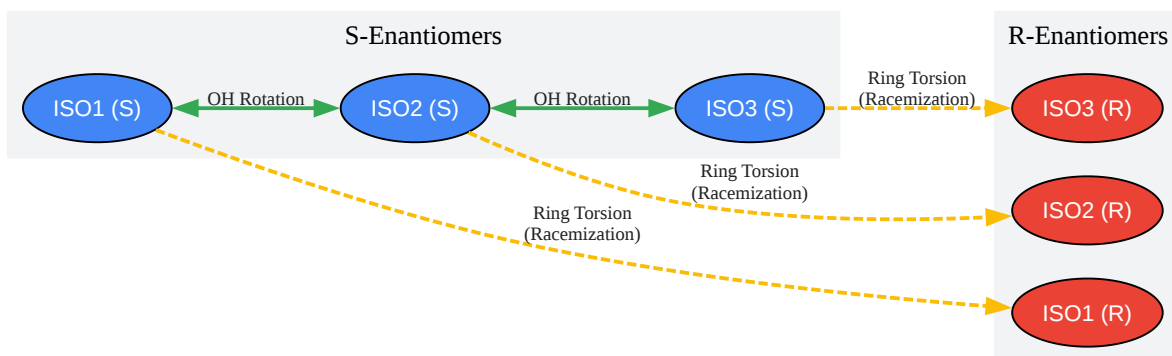 S-Enantiomers
R-Enantiomers
ISO1 (S)
OH Rotation
ISO2 (S)
OH Rotation
ISO3 (S)
Ring Torsion
(Racemization)
ISO3 (R)
Ring Torsion
(Racemization)
ISO2 (R)
Ring Torsion
(Racemization)
ISO1 (R)